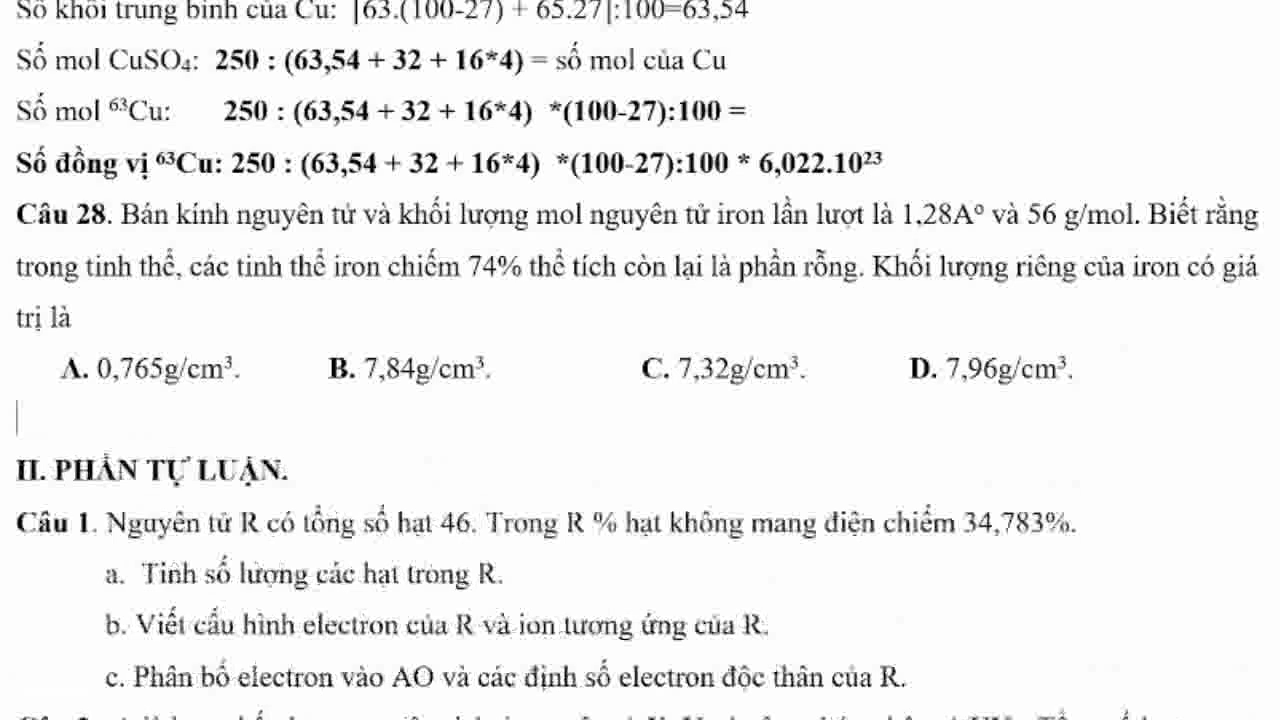 Số khối trung bình của Cu: [63.(100-27) + 65.27]:100=63,54
Số mol CuSO₄: 250 : (63,54 + 32 + 16*4) = số mol của Cu
Số mol ⁶³Cu: 250 : (63,54 + 32 + 16*4) *(100-27):100 =
Số đồng vị ⁶³Cu: 250 : (63,54 + 32 + 16*4) *(100-27):100 * 6,022.10²³
Câu 28. Bán kính nguyên tử và khối lượng mol nguyên tử iron lần lượt là 1,28A° và 56 g/mol. Biết rằng
trong tinh thể, các tinh thể iron chiếm 74% thể tích còn lại là phần rỗng. Khối lượng riêng của iron có giá
trị là
A. 0,765g/cm³. B. 7,84g/cm³. C. 7,32g/cm³. D. 7,96g/cm³.
II. PHẦN TỰ LUẬN.
Câu 1. Nguyên tử R có tổng số hạt 46. Trong R % hạt không mang điện chiếm 34,783%.
a. Tính số lượng các hạt trong R.
b. Viết cấu hình electron của R và ion tương ứng của R.
c. Phân bố electron vào AO và các định số electron độc thân của R.